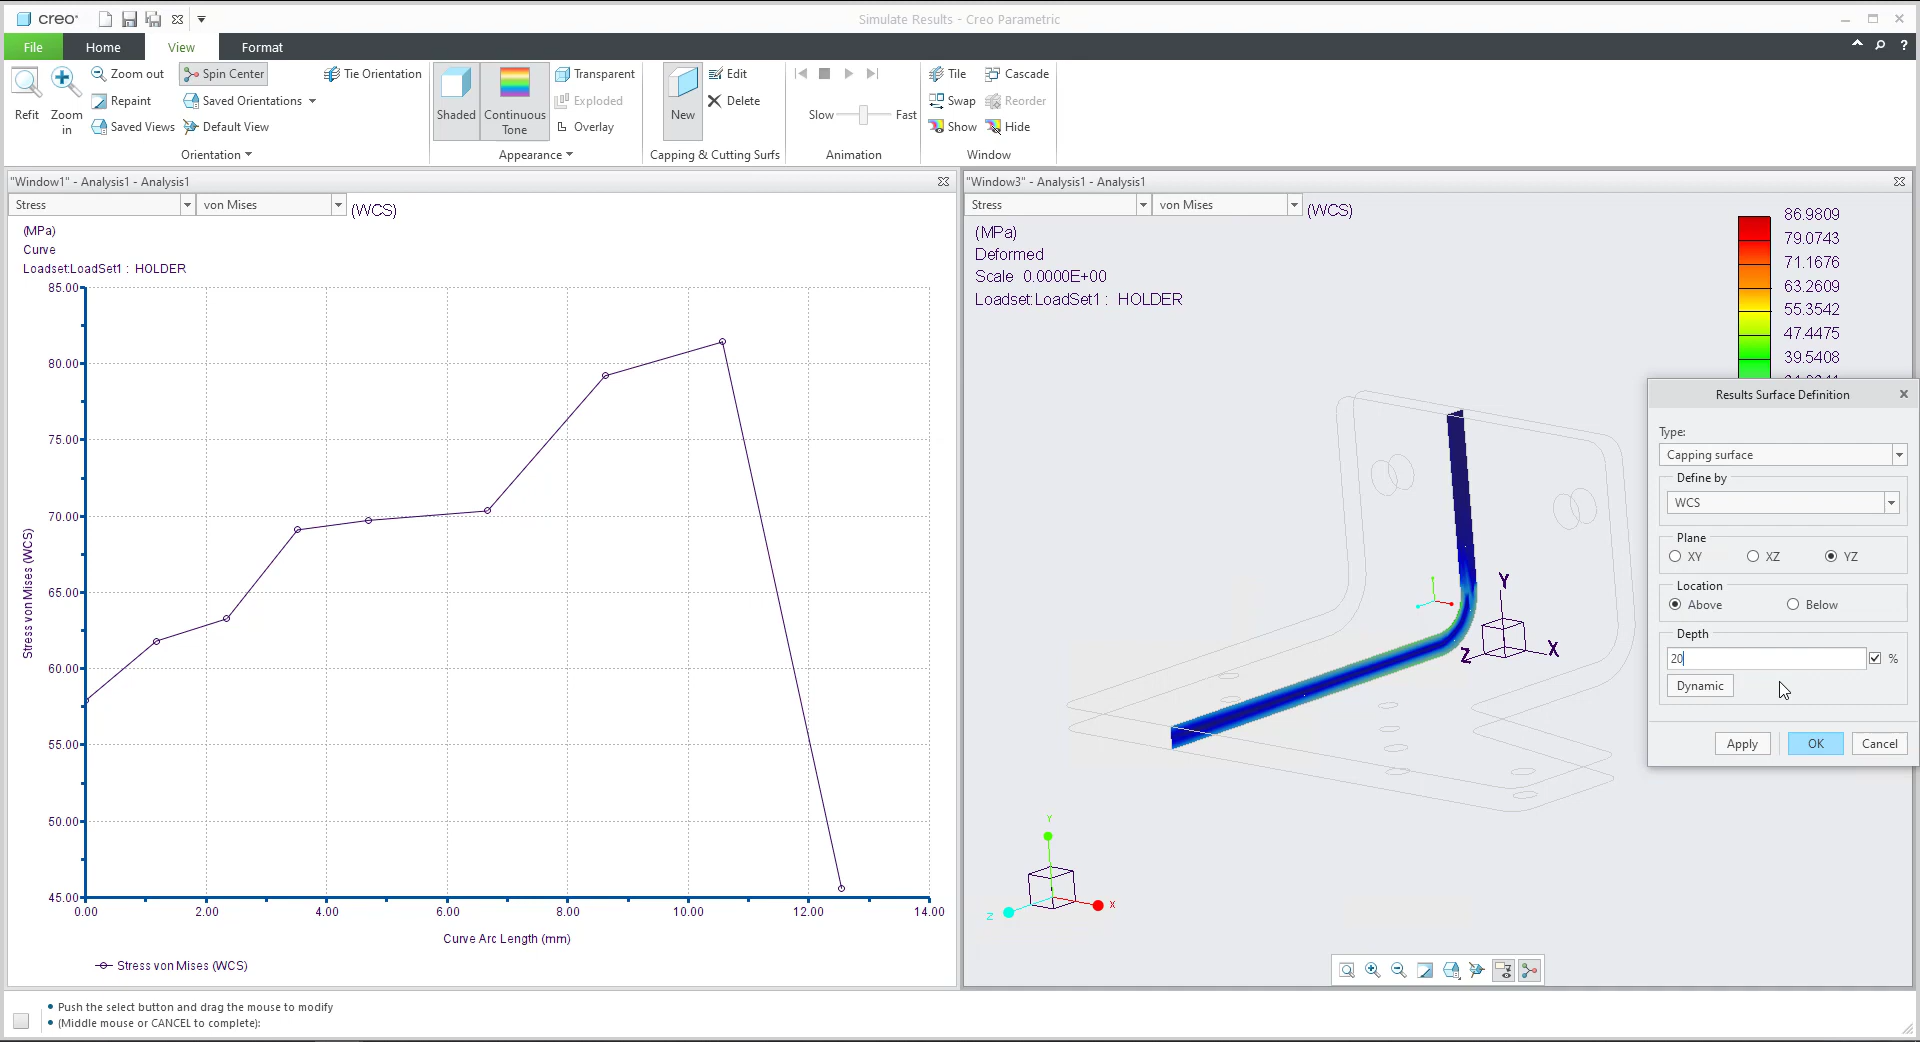 creo®
Simulate Results - Creo Parametric
File Home View Format
?
Refit
Zoom in
Zoom out
Repaint
Saved Views
Spin Center
Saved Orientations
Default View
Tie Orientation
Orientation
Shaded
Continuous Tone
Transparent
Exploded
Overlay
Appearance
New
Edit
Delete
Capping & Cutting Surfs
Slow Fast
Animation
Tile
Swap
Show
Cascade
Reorder
Hide
Window
"Window1" - Analysis1 - Analysis1
Stress von Mises (WCS)
(MPa)
Curve
Loadset:LoadSet1 : HOLDER
85.00
80.00
75.00
70.00
65.00
60.00
55.00
50.00
45.00
Stress von Mises (WCS)
0.00 2.00 4.00 6.00 8.00 10.00 12.00 14.00
Curve Arc Length (mm)
Stress von Mises (WCS)
"Window3" - Analysis1 - Analysis1
Stress von Mises (WCS)
(MPa)
Deformed
Scale 0.0000E+00
Loadset:LoadSet1 : HOLDER
86.9809
79.0743
71.1676
63.2609
55.3542
47.4475
39.5408
Y
Z
X
Y
Z
X
Results Surface Definition
Type:
Capping surface
Define by
WCS
Plane
XY XZ YZ
Location
Above Below
Depth
20 %
Dynamic
Apply OK Cancel
• Push the select button and drag the mouse to modify
• (Middle mouse or CANCEL to complete):